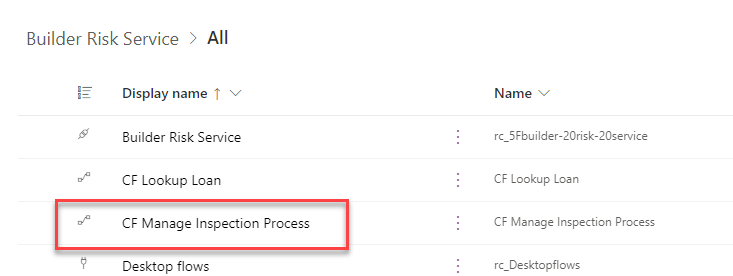 Builder Risk Service > All
Display name ↑ Name
Builder Risk Service rc_5Fbuilder-20risk-20service
CF Lookup Loan CF Lookup Loan
CF Manage Inspection Process CF Manage Inspection Process
Desktop flows rc_Desktopflows